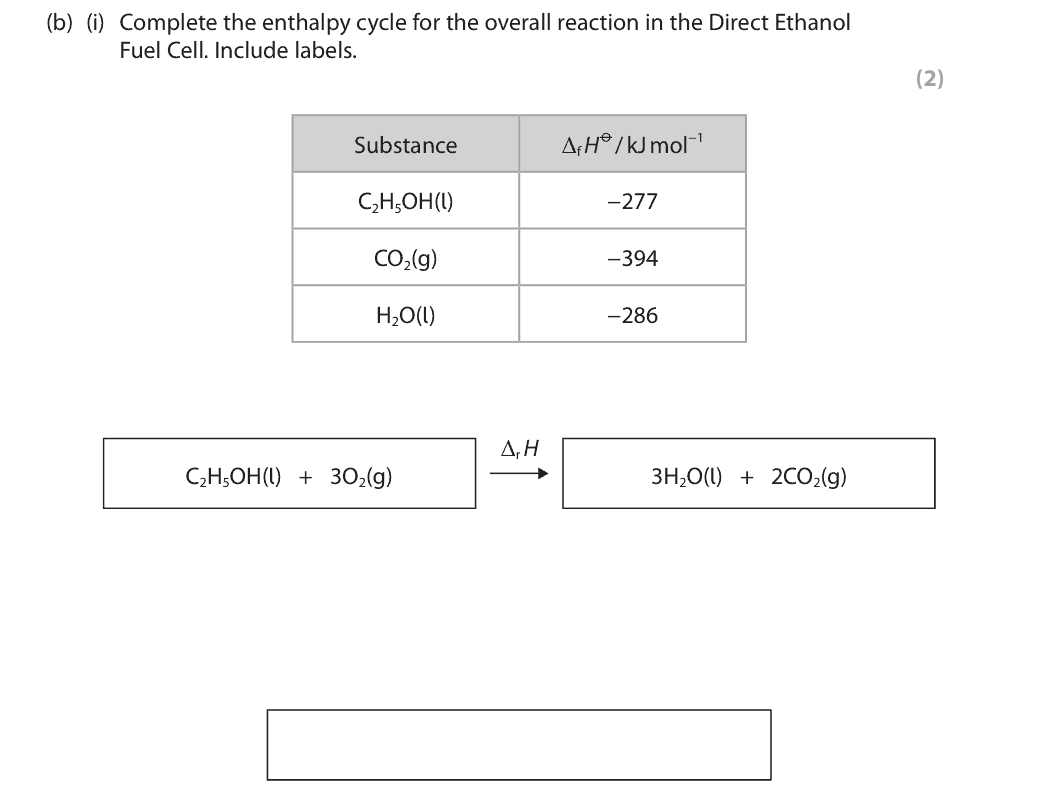 (b) (i) Complete the enthalpy cycle for the overall reaction in the Direct Ethanol
Fuel Cell. Include labels.
(2)
Substance ΔfH⦵ / kJ mol⁻¹
C₂H₅OH(l) −277
CO₂(g) −394
H₂O(l) −286
ΔrH
C₂H₅OH(l) + 3O₂(g) 3H₂O(l) + 2CO₂(g)